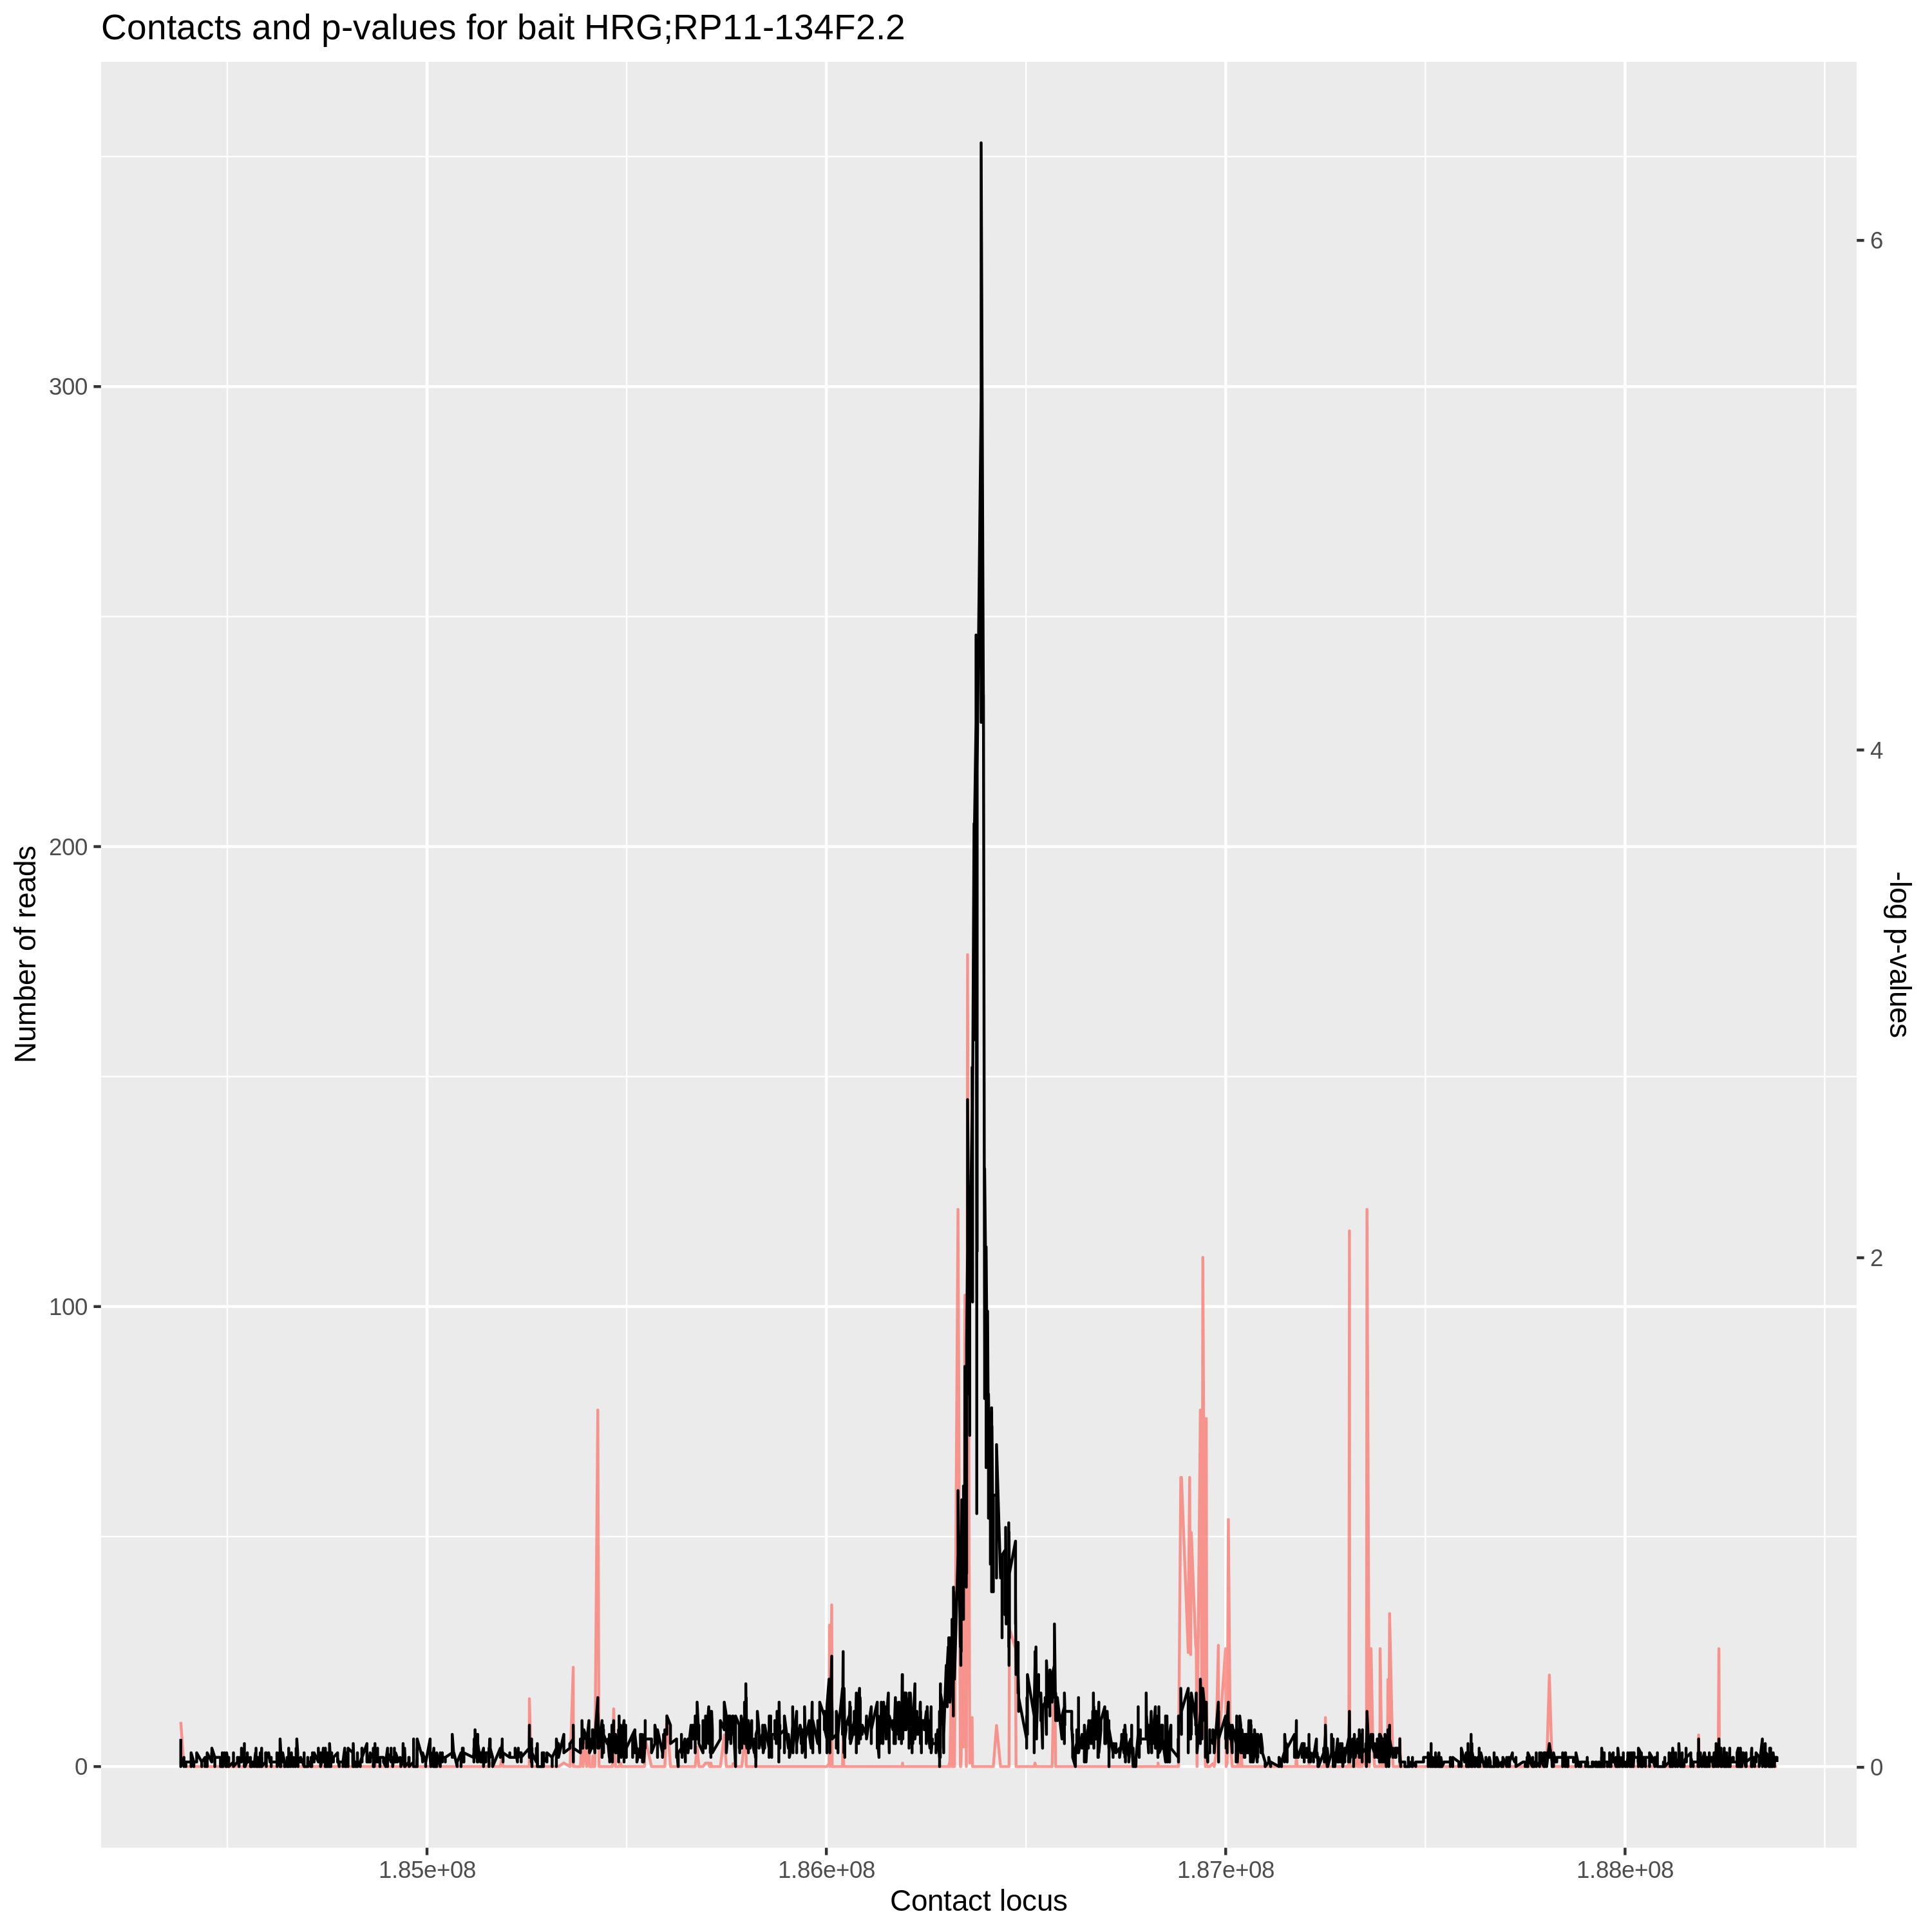 Contacts and p-values for bait HRG;RP11-134F2.2
Number of reads
300
200
100
0
6
4
2
0
-log p-values
1.85e+08 1.86e+08 1.87e+08 1.88e+08
Contact locus